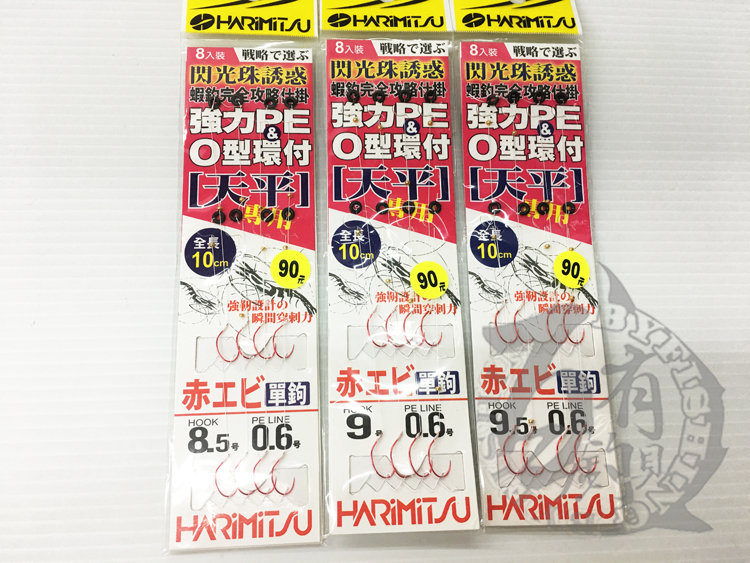 HARIMITSU
8入裝 戦略で選ぶ
閃光珠誘惑
蝦釣完全攻略仕掛
強力PE
&
O型環付
[天平]
專用
全長
10cm
90元
強靭設計の
瞬間穿刺力
赤エビ 單鉤
HOOK PE LINE
8.5号 0.6号
HARIMITSU
HARIMITSU
8入裝 戦略で選ぶ
閃光珠誘惑
蝦釣完全攻略仕掛
強力PE
&
O型環付
[天平]
專用
全長
10cm
90元
強靭設計の
瞬間穿刺力
赤エビ 單鉤
HOOK PE LINE
9号 0.6号
HARIMITSU
HARIMITSU
8入裝 戦略で選ぶ
閃光珠誘惑
蝦釣完全攻略仕掛
強力PE
&
O型環付
[天平]
專用
全長
10cm
90元
強靭設計の
瞬間穿刺力
赤エビ 單鉤
HOOK PE LINE
9.5号 0.6号
HARIMITSU